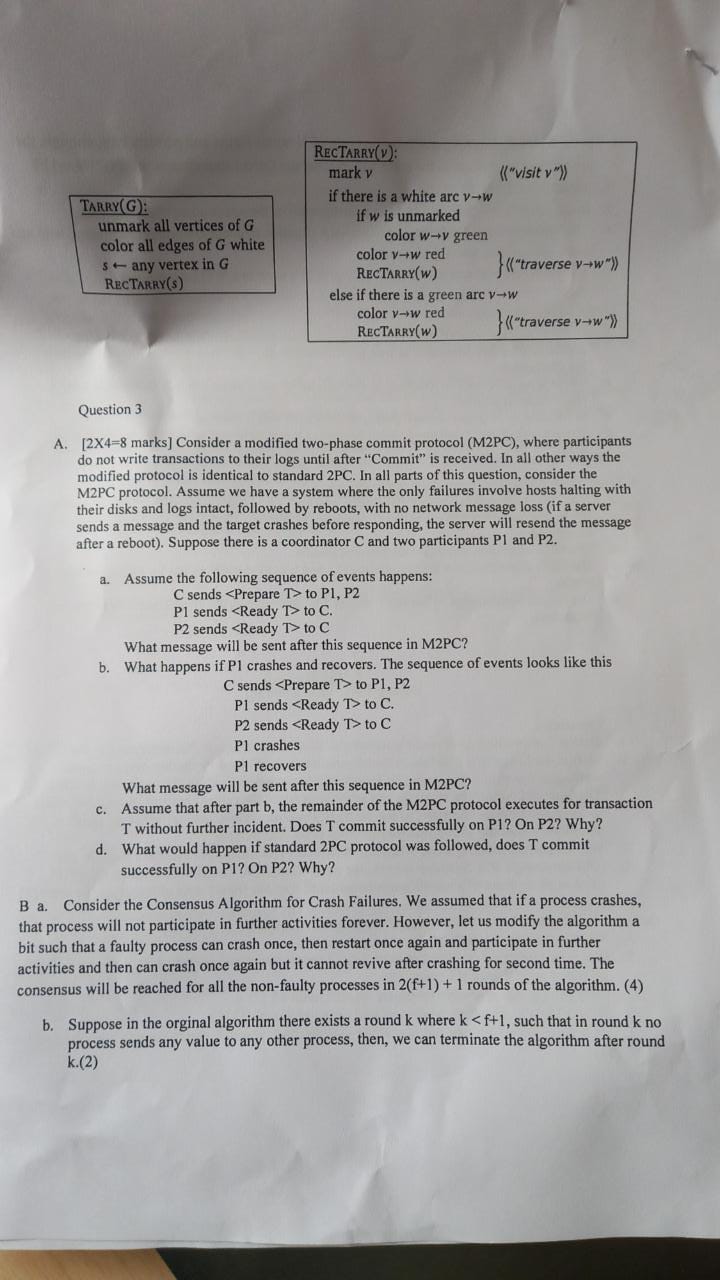 TARRY(G):
unmark all vertices of G
color all edges of G white
s ← any vertex in G
RECTARRY(s)
RECTARRY(v):
mark v ⟨⟨"visit v"⟩⟩
if there is a white arc v→w
if w is unmarked
color w→v green
color v→w red
RECTARRY(w) } ⟨⟨"traverse v→w"⟩⟩
else if there is a green arc v→w
color v→w red
RECTARRY(w) } ⟨⟨"traverse v→w"⟩⟩
Question 3
A. [2X4=8 marks] Consider a modified two-phase commit protocol (M2PC), where participants
do not write transactions to their logs until after “Commit” is received. In all other ways the
modified protocol is identical to standard 2PC. In all parts of this question, consider the
M2PC protocol. Assume we have a system where the only failures involve hosts halting with
their disks and logs intact, followed by reboots, with no network message loss (if a server
sends a message and the target crashes before responding, the server will resend the message
after a reboot). Suppose there is a coordinator C and two participants P1 and P2.
a. Assume the following sequence of events happens:
C sends <Prepare T> to P1, P2
P1 sends <Ready T> to C.
P2 sends <Ready T> to C
What message will be sent after this sequence in M2PC?
b. What happens if P1 crashes and recovers. The sequence of events looks like this
C sends <Prepare T> to P1, P2
P1 sends <Ready T> to C.
P2 sends <Ready T> to C
P1 crashes
P1 recovers
What message will be sent after this sequence in M2PC?
c. Assume that after part b, the remainder of the M2PC protocol executes for transaction
T without further incident. Does T commit successfully on P1? On P2? Why?
d. What would happen if standard 2PC protocol was followed, does T commit
successfully on P1? On P2? Why?
B a. Consider the Consensus Algorithm for Crash Failures. We assumed that if a process crashes,
that process will not participate in further activities forever. However, let us modify the algorithm a
bit such that a faulty process can crash once, then restart once again and participate in further
activities and then can crash once again but it cannot revive after crashing for second time. The
consensus will be reached for all the non-faulty processes in 2(f+1) + 1 rounds of the algorithm. (4)
b. Suppose in the orginal algorithm there exists a round k where k < f+1, such that in round k no
process sends any value to any other process, then, we can terminate the algorithm after round
k.(2)